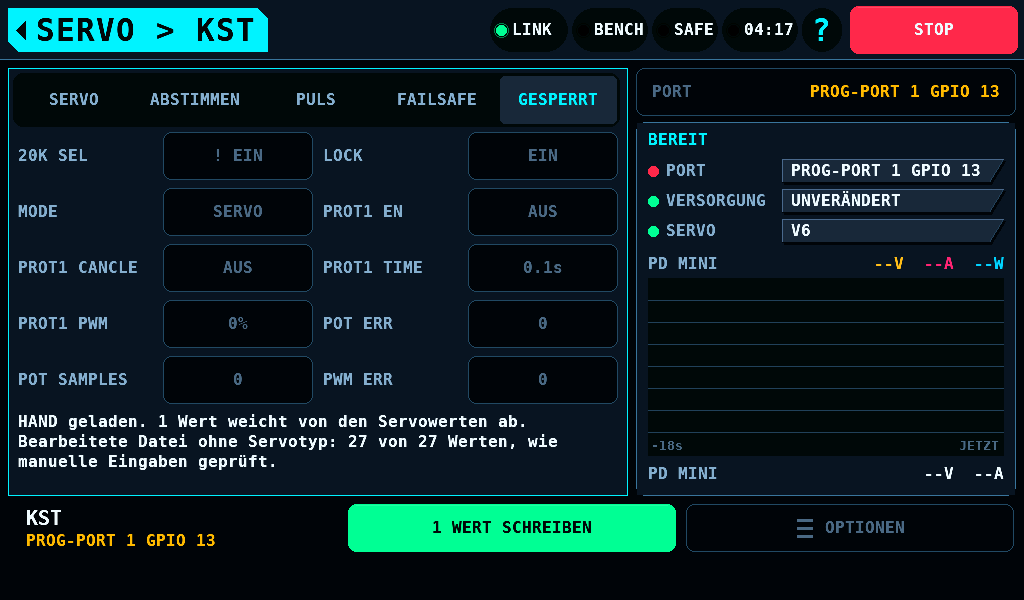 SERVO > KST
LINK
BENCH
SAFE
04:17
?
STOP
SERVO
ABSTIMMEN
PULS
FAILSAFE
GESPERRT
20K SEL
! EIN
LOCK
EIN
MODE
SERVO
PROT1 EN
AUS
PROT1 CANCLE
AUS
PROT1 TIME
0.1s
PROT1 PWM
0%
POT ERR
0
POT SAMPLES
0
PWM ERR
0
HAND geladen. 1 Wert weicht von den Servowerten ab.
Bearbeitete Datei ohne Servotyp: 27 von 27 Werten, wie
manuelle Eingaben geprüft.
PORT
PROG-PORT 1 GPIO 13
BEREIT
PORT
PROG-PORT 1 GPIO 13
VERSORGUNG
UNVERÄNDERT
SERVO
V6
PD MINI
--V
--A
--W
-18s
JETZT
PD MINI
--V
--A
KST
PROG-PORT 1 GPIO 13
1 WERT SCHREIBEN
OPTIONEN